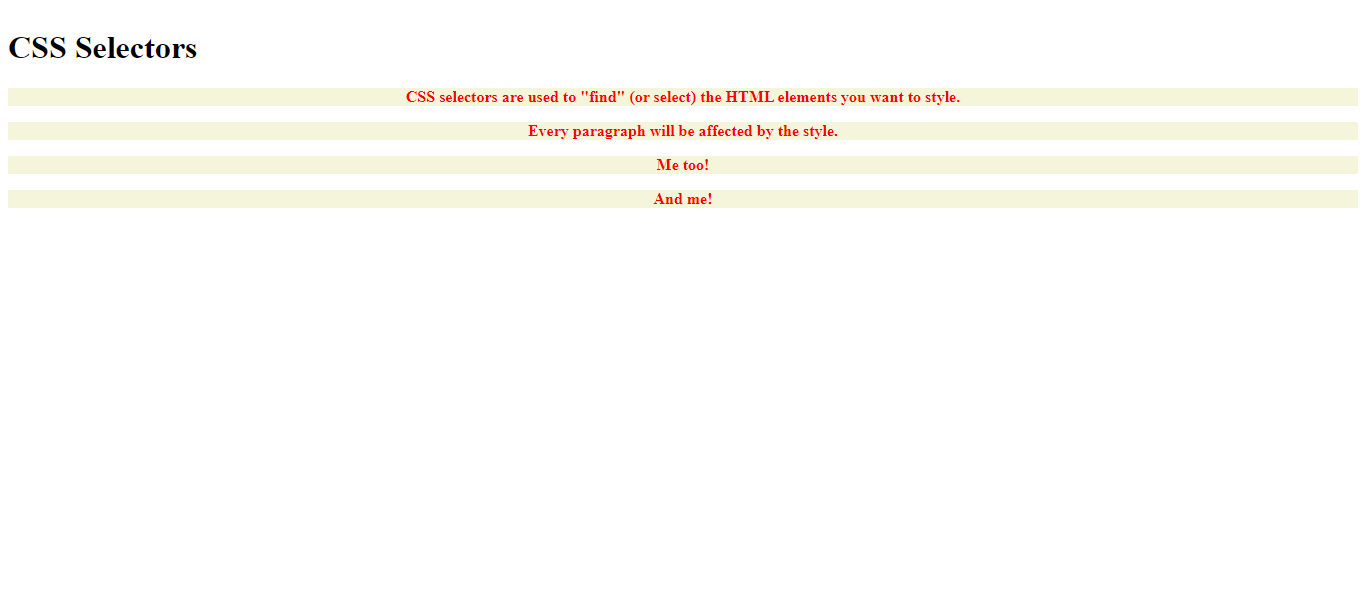 CSS Selectors
CSS selectors are used to "find" (or select) the HTML elements you want to style.
Every paragraph will be affected by the style.
Me too!
And me!